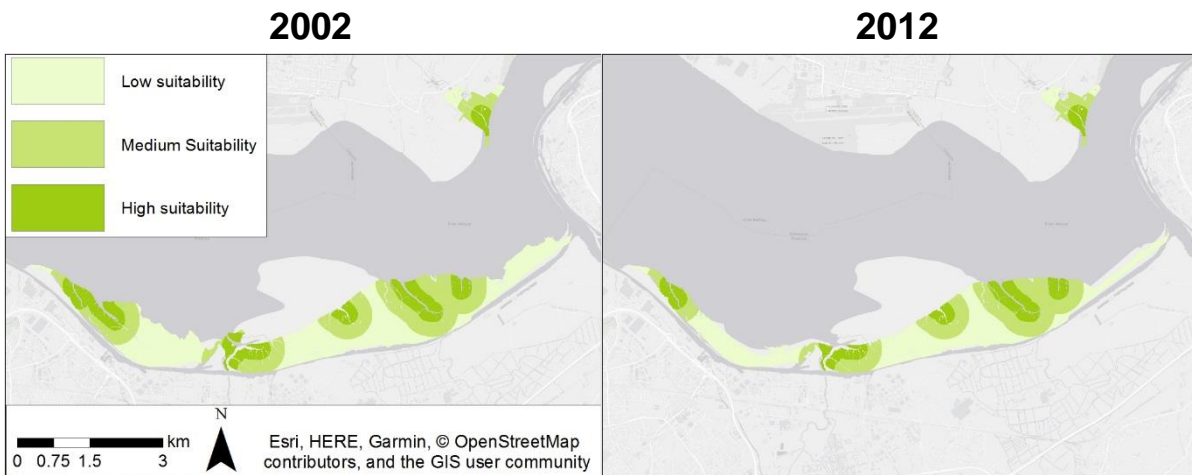 2002
2012
Low suitability
Medium Suitability
High suitability
N
km
0 0.75 1.5 3
Esri, HERE, Garmin, © OpenStreetMap
contributors, and the GIS user community